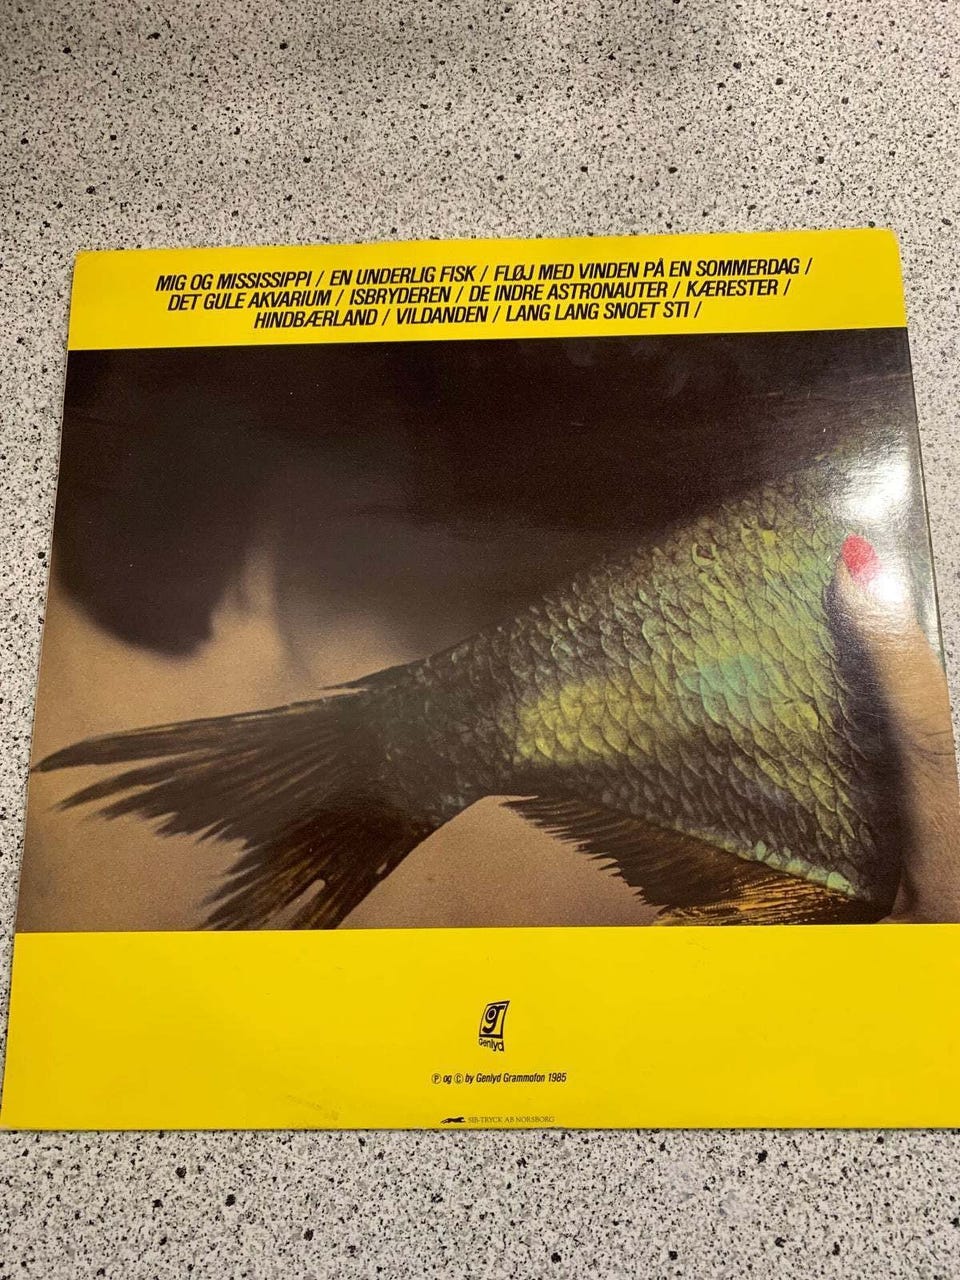 MIG OG MISSISSIPPI / EN UNDERLIG FISK / FLØJ MED VINDEN PÅ EN SOMMERDAG /
DET GULE AKVARIUM / ISBRYDEREN / DE INDRE ASTRONAUTER / KÆRESTER /
HINDBÆRLAND / VILDANDEN / LANG LANG SNOET STI /
Genlyd
Ⓟ og Ⓒ by Genlyd Grammofon 1985
SIB-TRYCK AB NORSBORG